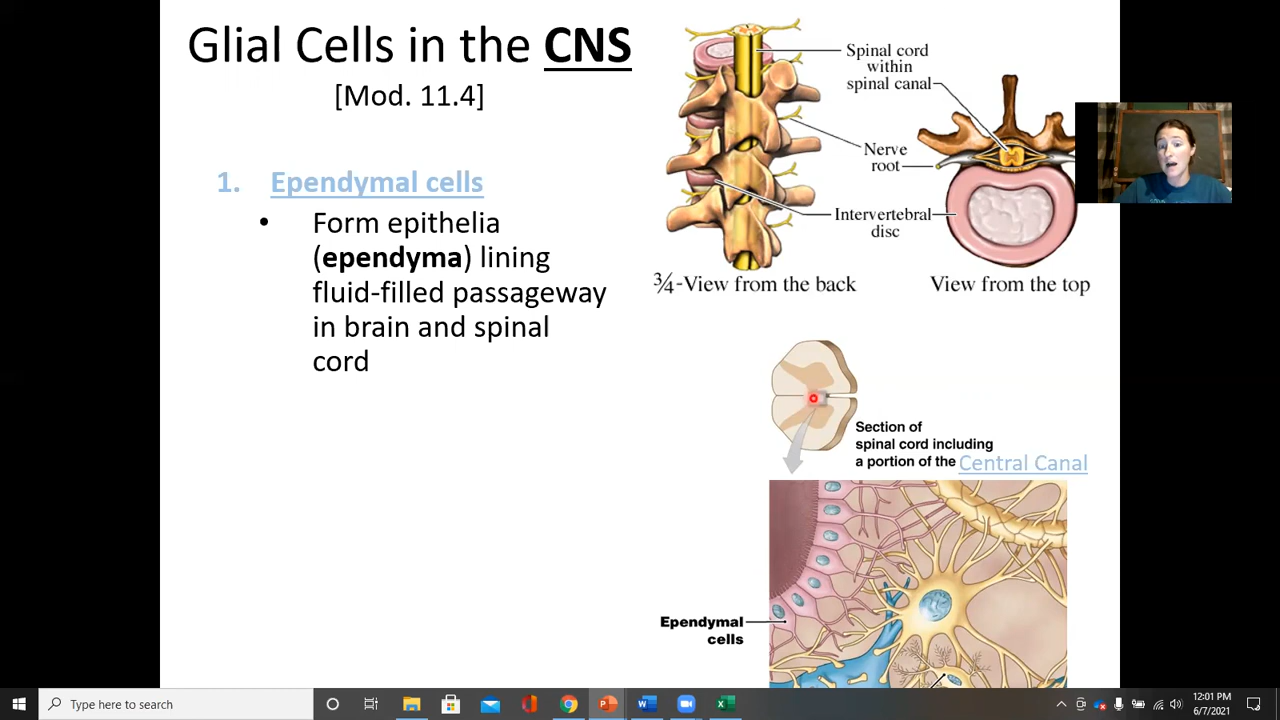 Glial Cells in the CNS
[Mod. 11.4]
1. Ependymal cells
• Form epithelia
(ependyma) lining
fluid-filled passageway
in brain and spinal
cord
Spinal cord
within
spinal canal
Nerve
root
Intervertebral
disc
¾-View from the back
View from the top
Section of
spinal cord including
a portion of the Central Canal
Ependymal
cells
Type here to search
12:01 PM
6/7/2021